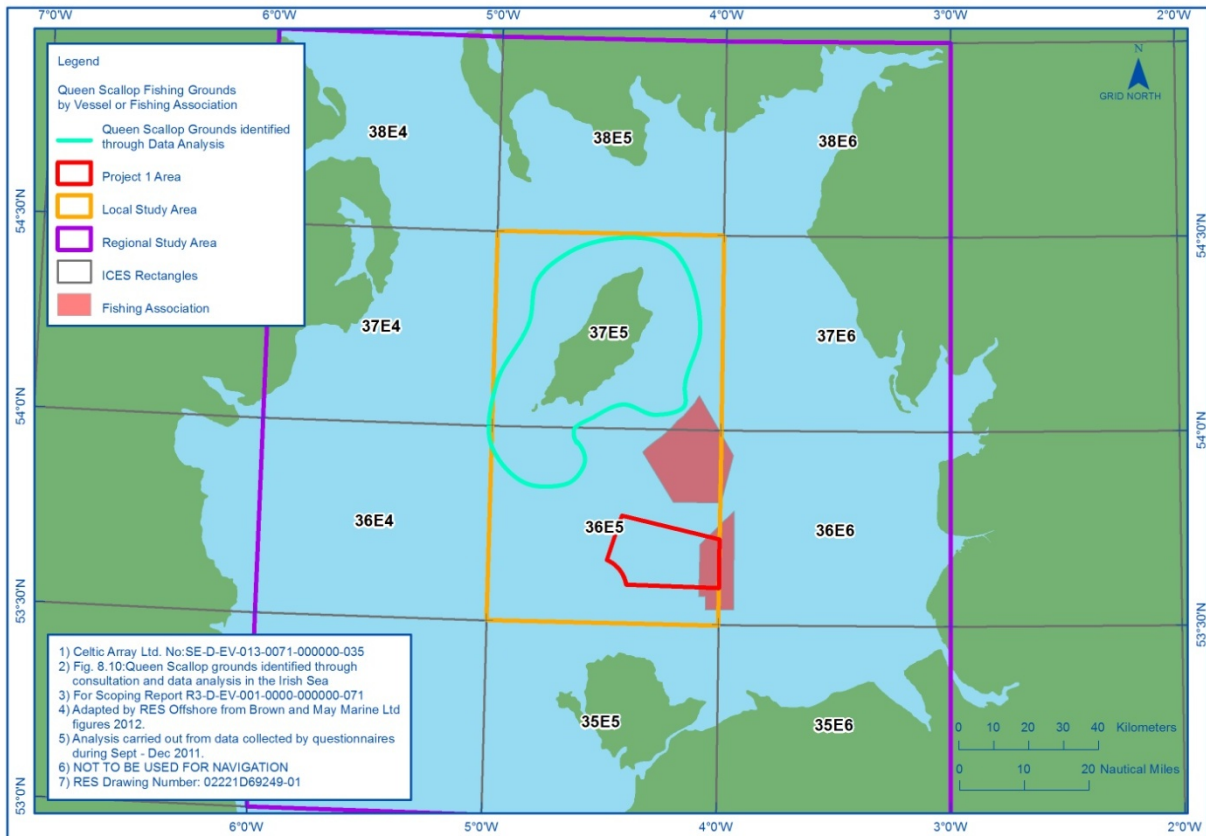 7°0'W
6°0'W
5°0'W
4°0'W
3°0'W
2°0'W
Legend
Queen Scallop Fishing Grounds
by Vessel or Fishing Association
Queen Scallop Grounds identified
through Data Analysis
Project 1 Area
Local Study Area
Regional Study Area
ICES Rectangles
Fishing Association
GRID NORTH
38E4
38E5
38E6
54°30'N
54°30'N
37E4
37E5
37E6
54°0'N
54°0'N
36E4
36E5
36E6
53°30'N
53°30'N
1) Celtic Array Ltd. No:SE-D-EV-013-0071-000000-035
2) Fig. 8.10:Queen Scallop grounds identified through
consultation and data analysis in the Irish Sea
3) For Scoping Report R3-D-EV-001-0000-000000-071
4) Adapted by RES Offshore from Brown and May Marine Ltd
figures 2012.
5) Analysis carried out from data collected by questionnaires
during Sept - Dec 2011.
6) NOT TO BE USED FOR NAVIGATION
7) RES Drawing Number: 02221D69249-01
35E5
35E6
0 10 20 30 40 Kilometers
0 10 20 Nautical Miles
53°0'N
6°0'W
5°0'W
4°0'W
3°0'W
2°0'W